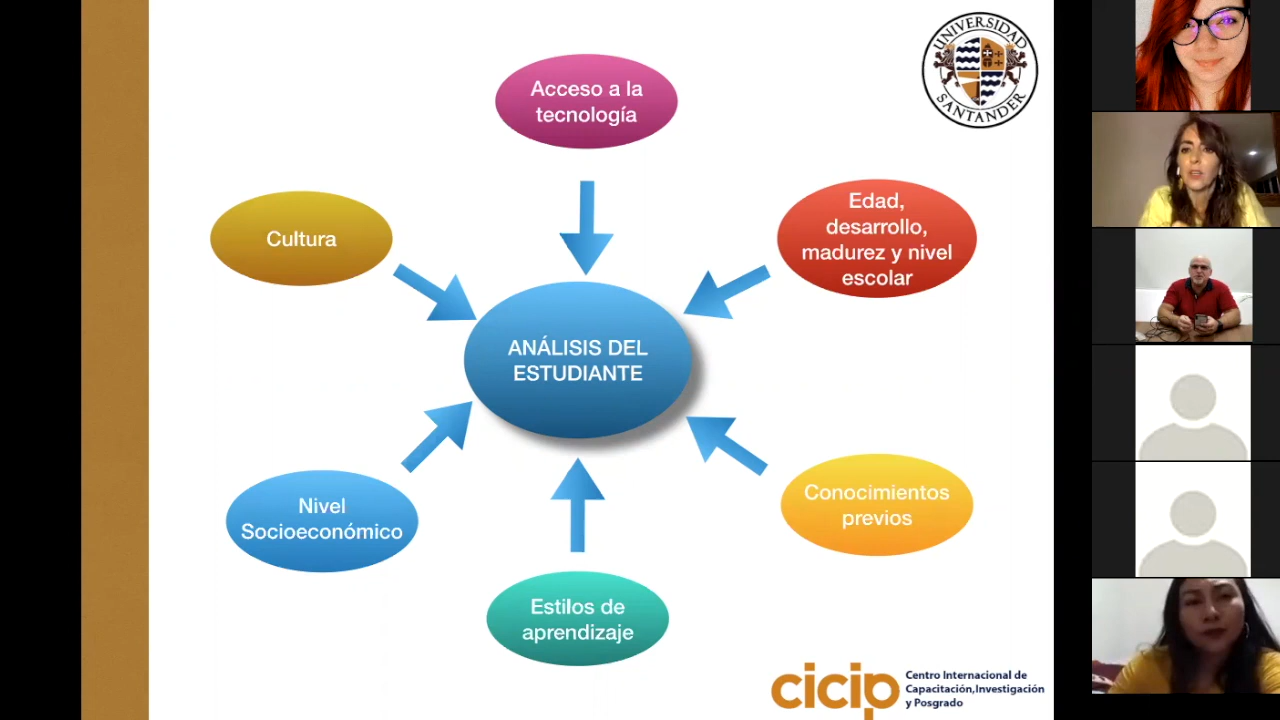 UNIVERSIDAD
SANTANDER
Acceso a la
tecnología
Cultura
Edad,
desarrollo,
madurez y nivel
escolar
ANÁLISIS DEL
ESTUDIANTE
Nivel
Socioeconómico
Conocimientos
previos
Estilos de
aprendizaje
cicip
Centro Internacional de
Capacitación,Investigación
y Posgrado